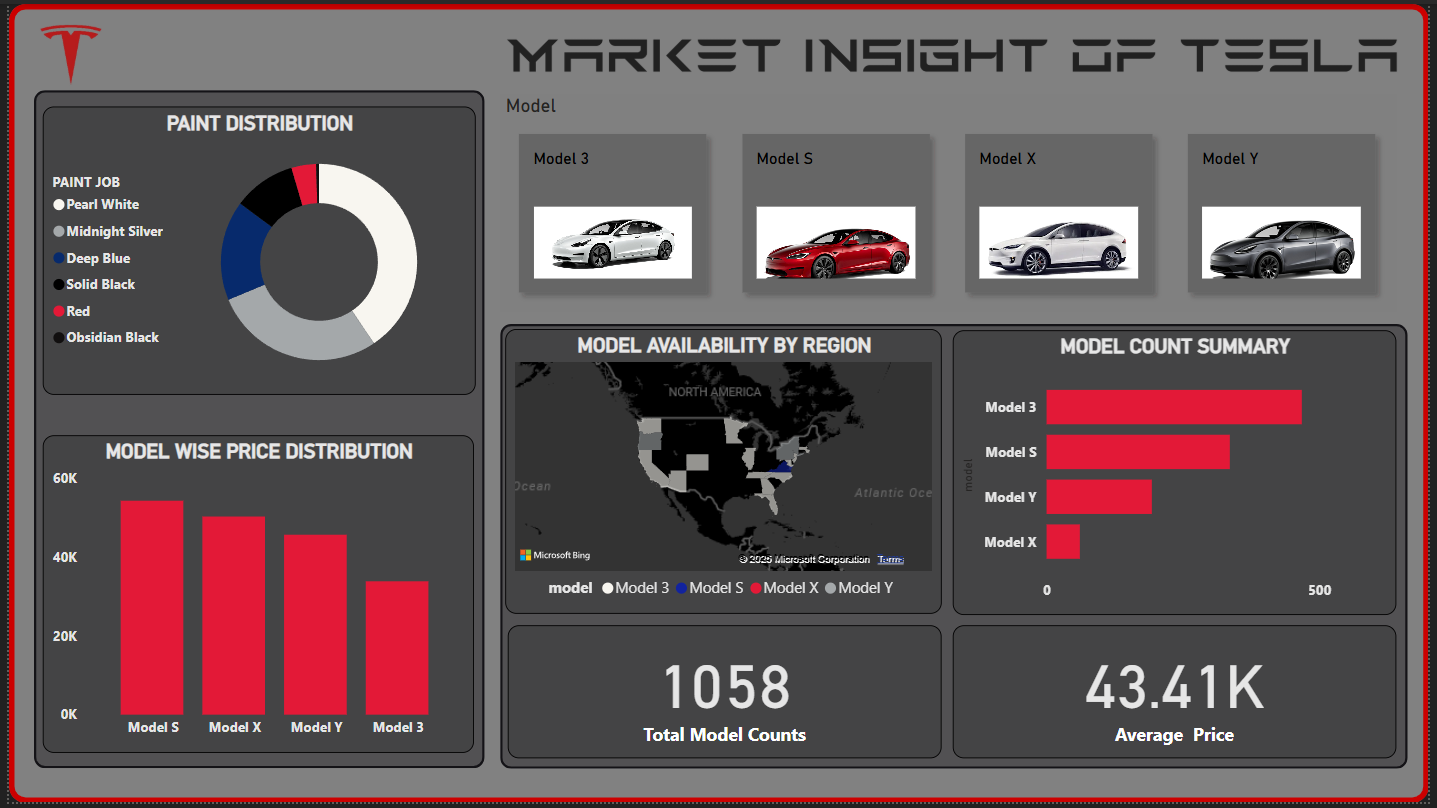 MARKET INSIGHT OF TESLA
PAINT DISTRIBUTION
PAINT JOB
Pearl White
Midnight Silver
Deep Blue
Solid Black
Red
Obsidian Black
MODEL WISE PRICE DISTRIBUTION
60K
40K
20K
0K
Model S Model X Model Y Model 3
Model
Model 3 Model S Model X Model Y
MODEL AVAILABILITY BY REGION
NORTH AMERICA
Ocean
Atlantic Oce
Microsoft Bing
© 2025 Microsoft Corporation Terms
model Model 3 Model S Model X Model Y
MODEL COUNT SUMMARY
model
Model 3
Model S
Model Y
Model X
0 500
1058
Total Model Counts
43.41K
Average Price